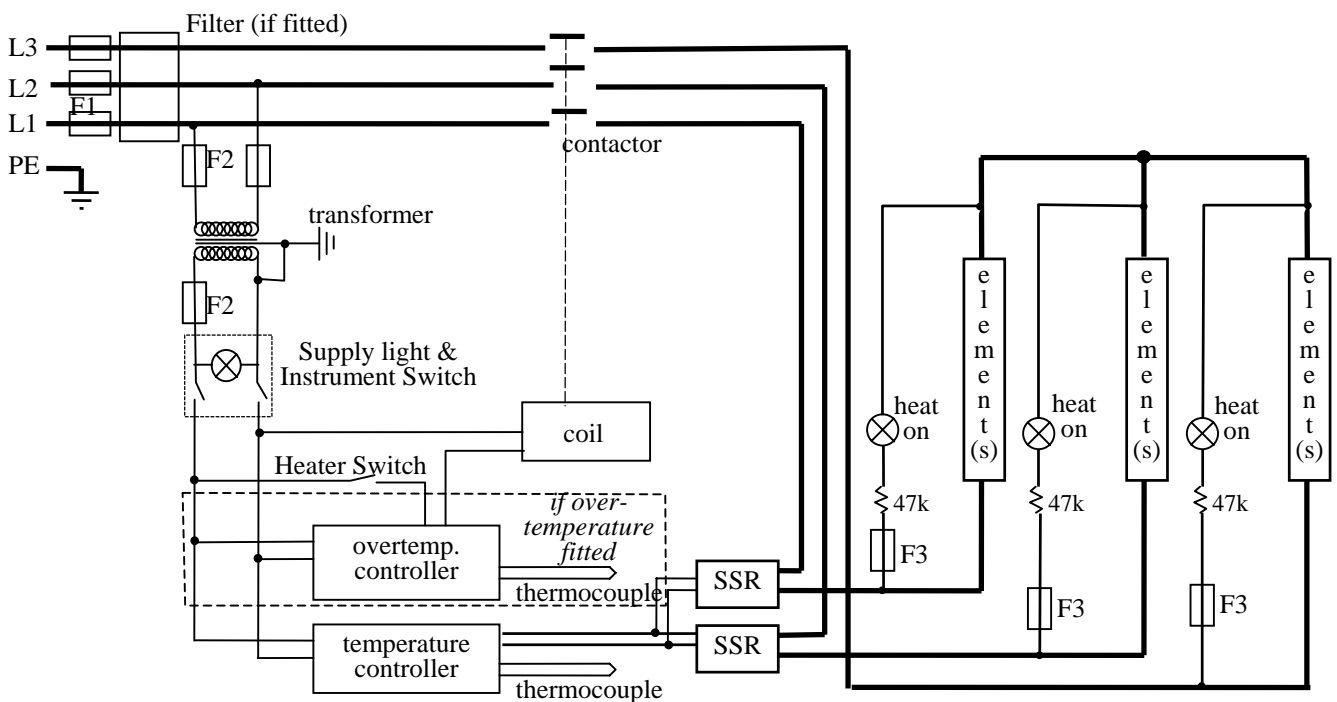 Filter (if fitted)
L3
L2
F1
L1
contactor
PE
F2
transformer
F2
Supply light &
Instrument Switch
coil
Heater Switch
if over-
temperature
fitted
overtemp.
controller
thermocouple
SSR
temperature
controller
SSR
thermocouple
heat
on
47k
F3
e
l
e
m
e
n
t
(s)
heat
on
47k
F3
e
l
e
m
e
n
t
(s)
heat
on
47k
F3
e
l
e
m
e
n
t
(s)